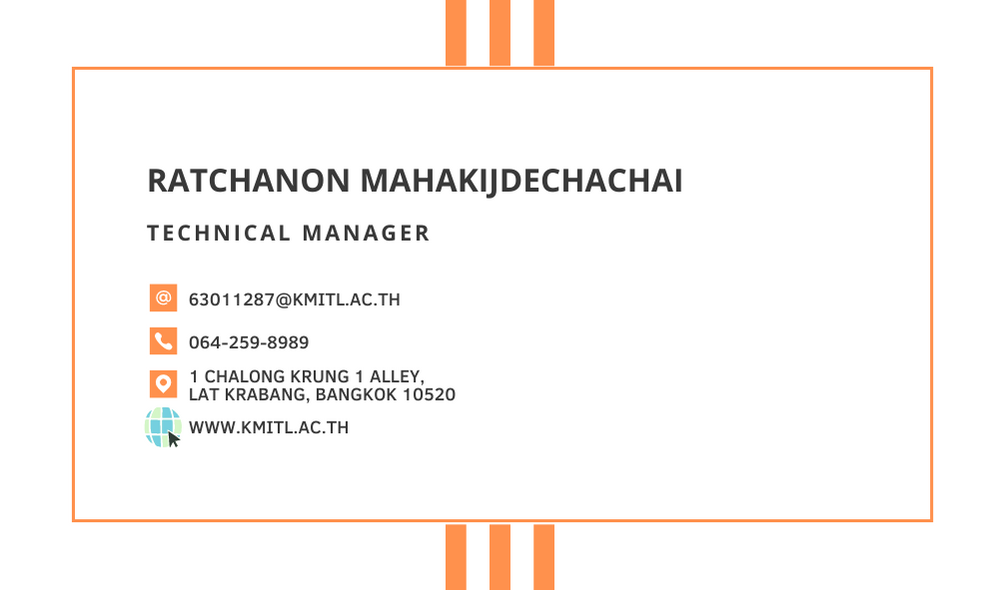 RATCHANON MAHAKIJDECHACHAI
TECHNICAL MANAGER
63011287@KMITL.AC.TH
064-259-8989
1 CHALONG KRUNG 1 ALLEY,
LAT KRABANG, BANGKOK 10520
WWW.KMITL.AC.TH